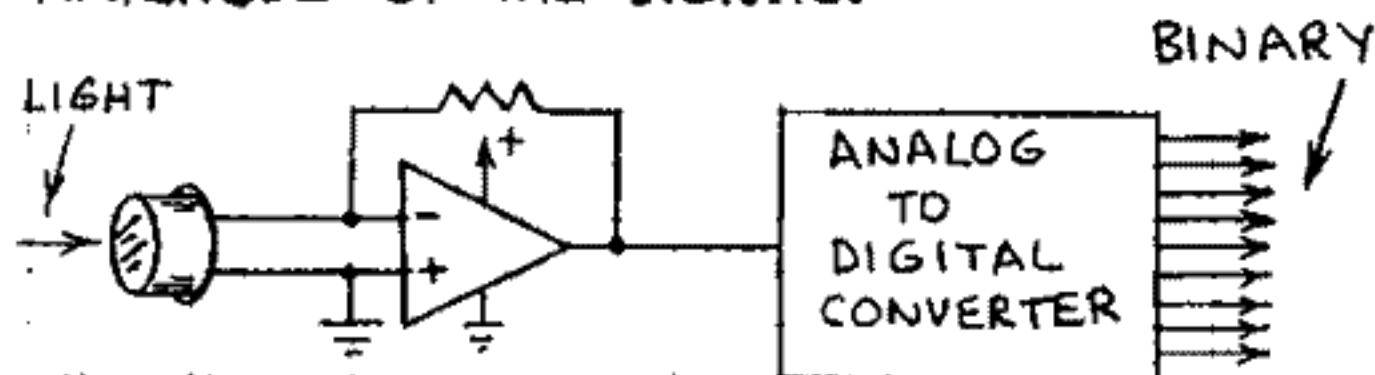 BINARY
LIGHT
+
ANALOG
TO
DIGITAL
CONVERTER
-
+